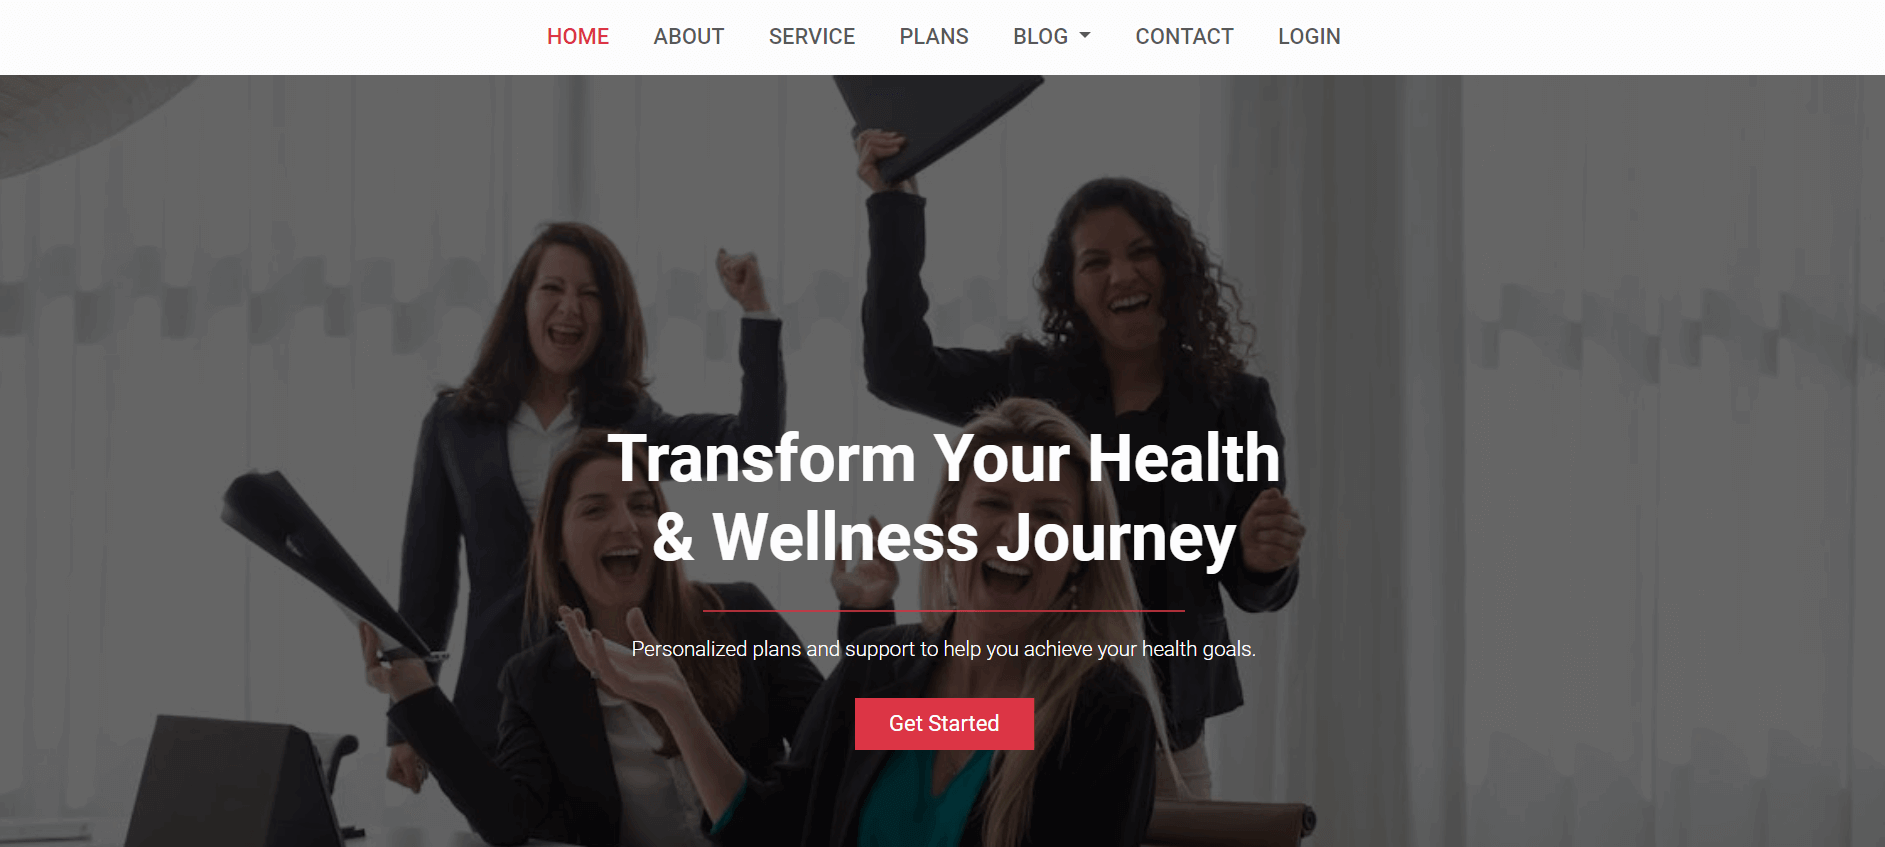 HOME ABOUT SERVICE PLANS BLOG CONTACT LOGIN
Transform Your Health
& Wellness Journey
Personalized plans and support to help you achieve your health goals.
Get Started